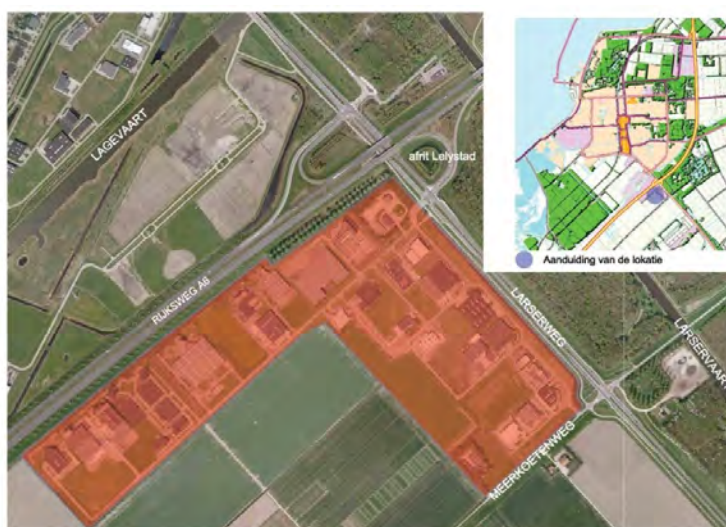 LAGEVAART
afrit Lelystad
RIJKSWEG A6
LARSERWEG
LARSERVAART
MEERKOETENWEG
Aanduiding van de lokatie